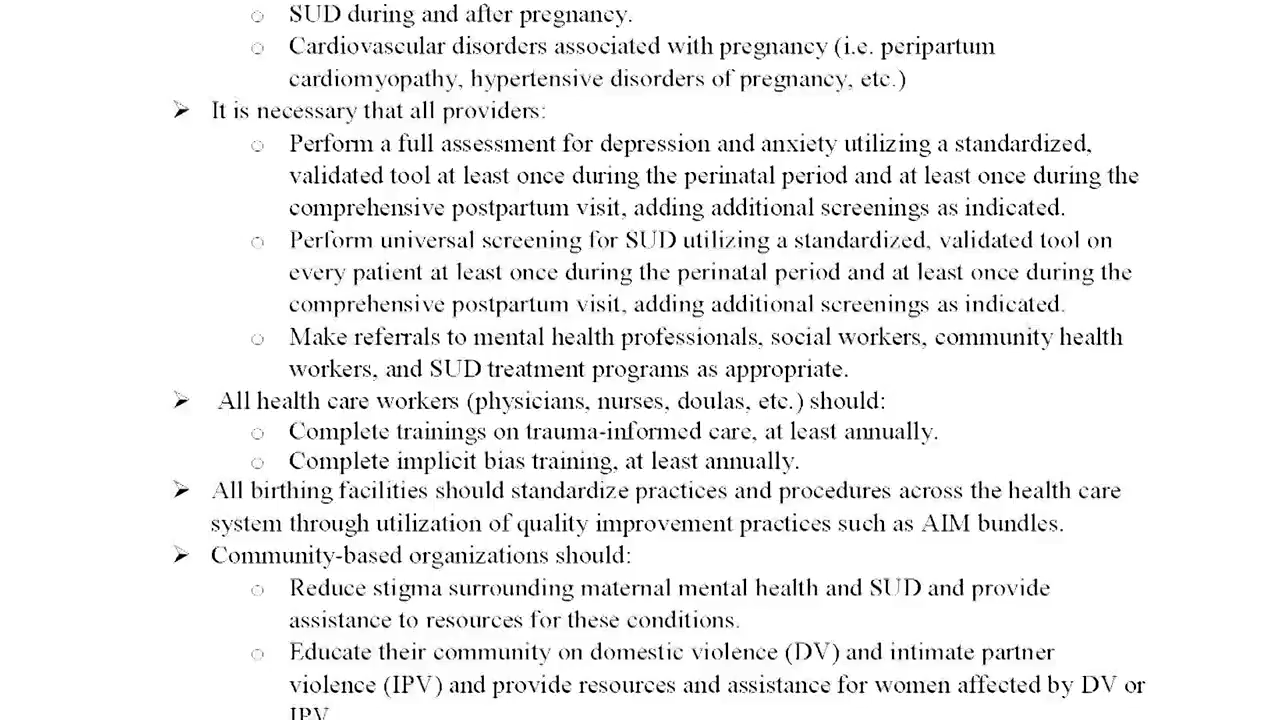 ○ SUD during and after pregnancy.
○ Cardiovascular disorders associated with pregnancy (i.e. peripartum
cardiomyopathy, hypertensive disorders of pregnancy, etc.)
➢ It is necessary that all providers:
○ Perform a full assessment for depression and anxiety utilizing a standardized,
validated tool at least once during the perinatal period and at least once during the
comprehensive postpartum visit, adding additional screenings as indicated.
○ Perform universal screening for SUD utilizing a standardized, validated tool on
every patient at least once during the perinatal period and at least once during the
comprehensive postpartum visit, adding additional screenings as indicated.
○ Make referrals to mental health professionals, social workers, community health
workers, and SUD treatment programs as appropriate.
➢ All health care workers (physicians, nurses, doulas, etc.) should:
○ Complete trainings on trauma-informed care, at least annually.
○ Complete implicit bias training, at least annually.
➢ All birthing facilities should standardize practices and procedures across the health care
system through utilization of quality improvement practices such as AIM bundles.
➢ Community-based organizations should:
○ Reduce stigma surrounding maternal mental health and SUD and provide
assistance to resources for these conditions.
○ Educate their community on domestic violence (DV) and intimate partner
violence (IPV) and provide resources and assistance for women affected by DV or
IPV